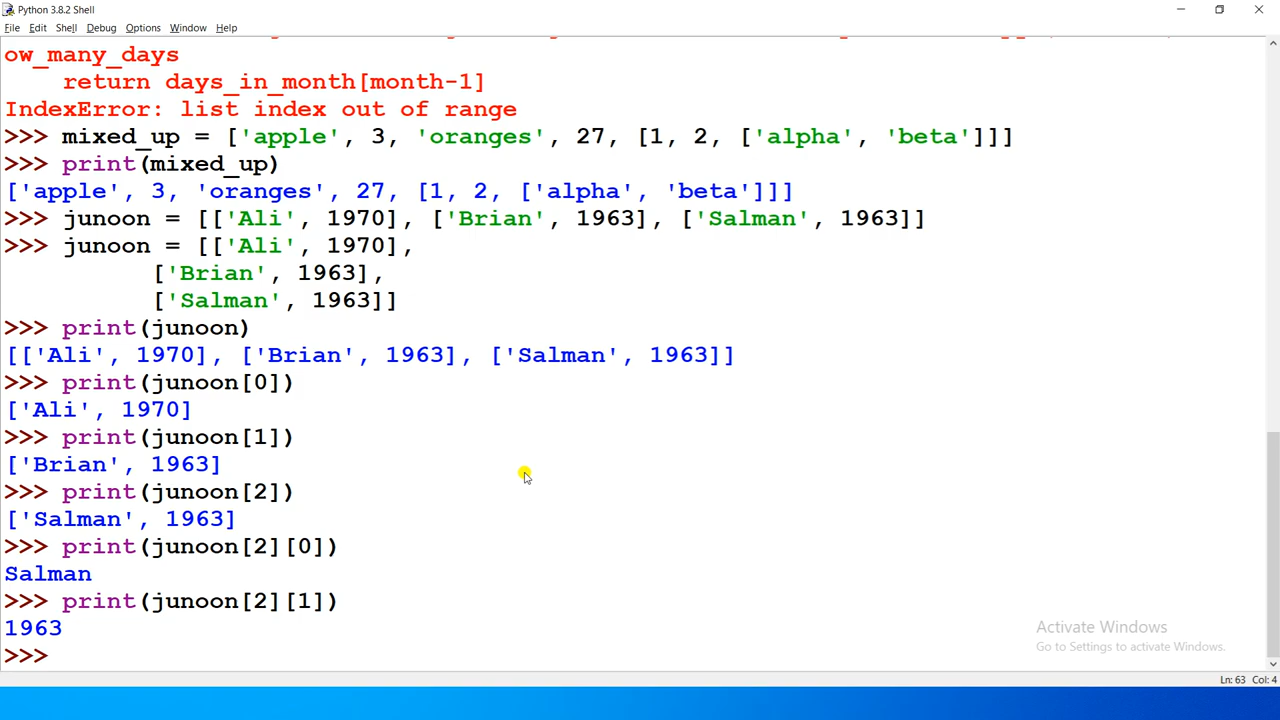 Python 3.8.2 Shell
File Edit Shell Debug Options Window Help
ow_many_days
    return days_in_month[month-1]
IndexError: list index out of range
>>> mixed_up = ['apple', 3, 'oranges', 27, [1, 2, ['alpha', 'beta']]]
>>> print(mixed_up)
['apple', 3, 'oranges', 27, [1, 2, ['alpha', 'beta']]]
>>> junoon = [['Ali', 1970], ['Brian', 1963], ['Salman', 1963]]
>>> junoon = [['Ali', 1970],
          ['Brian', 1963],
          ['Salman', 1963]]
>>> print(junoon)
[['Ali', 1970], ['Brian', 1963], ['Salman', 1963]]
>>> print(junoon[0])
['Ali', 1970]
>>> print(junoon[1])
['Brian', 1963]
>>> print(junoon[2])
['Salman', 1963]
>>> print(junoon[2][0])
Salman
>>> print(junoon[2][1])
1963
>>>
Activate Windows
Go to Settings to activate Windows.
Ln: 63 Col: 4